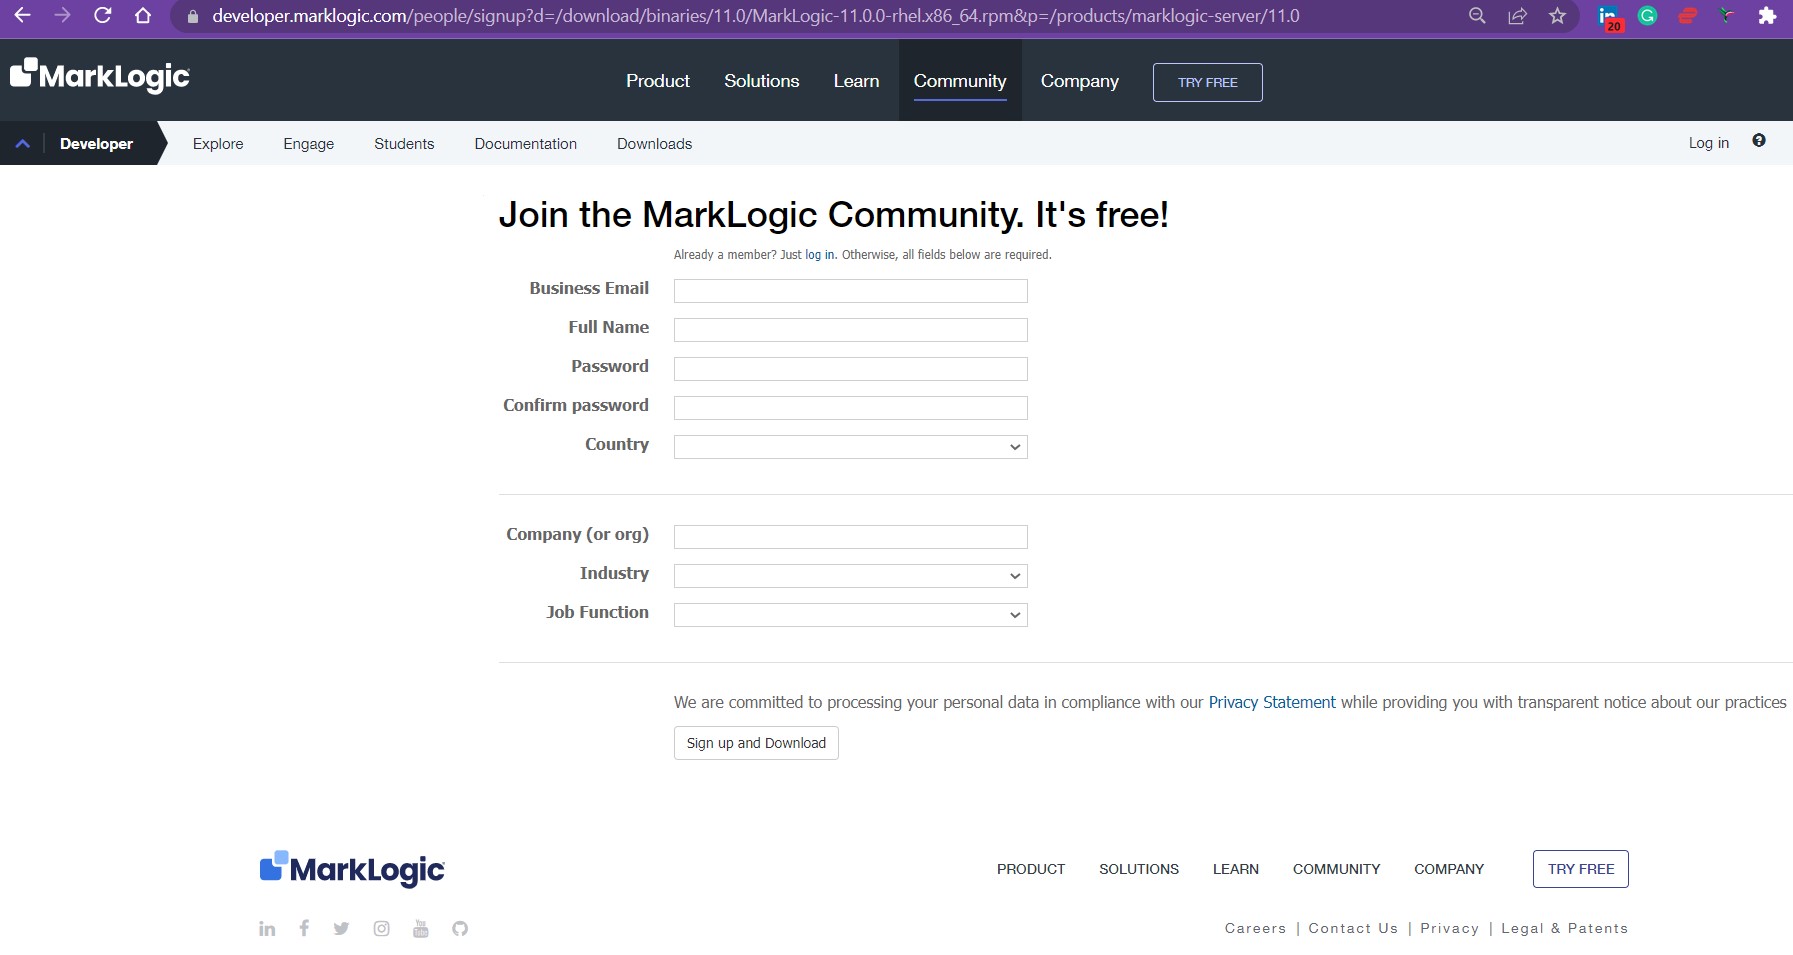 developer.marklogic.com/people/signup?d=/download/binaries/11.0/MarkLogic-11.0.0-rhel.x86_64.rpm&p=/products/marklogic-server/11.0
20
MarkLogic
Product Solutions Learn Community Company TRY FREE
Developer Explore Engage Students Documentation Downloads Log in
Join the MarkLogic Community. It's free!
Already a member? Just log in. Otherwise, all fields below are required.
Business Email
Full Name
Password
Confirm password
Country
Company (or org)
Industry
Job Function
We are committed to processing your personal data in compliance with our Privacy Statement while providing you with transparent notice about our practices
Sign up and Download
MarkLogic
PRODUCT SOLUTIONS LEARN COMMUNITY COMPANY TRY FREE
Careers | Contact Us | Privacy | Legal & Patents